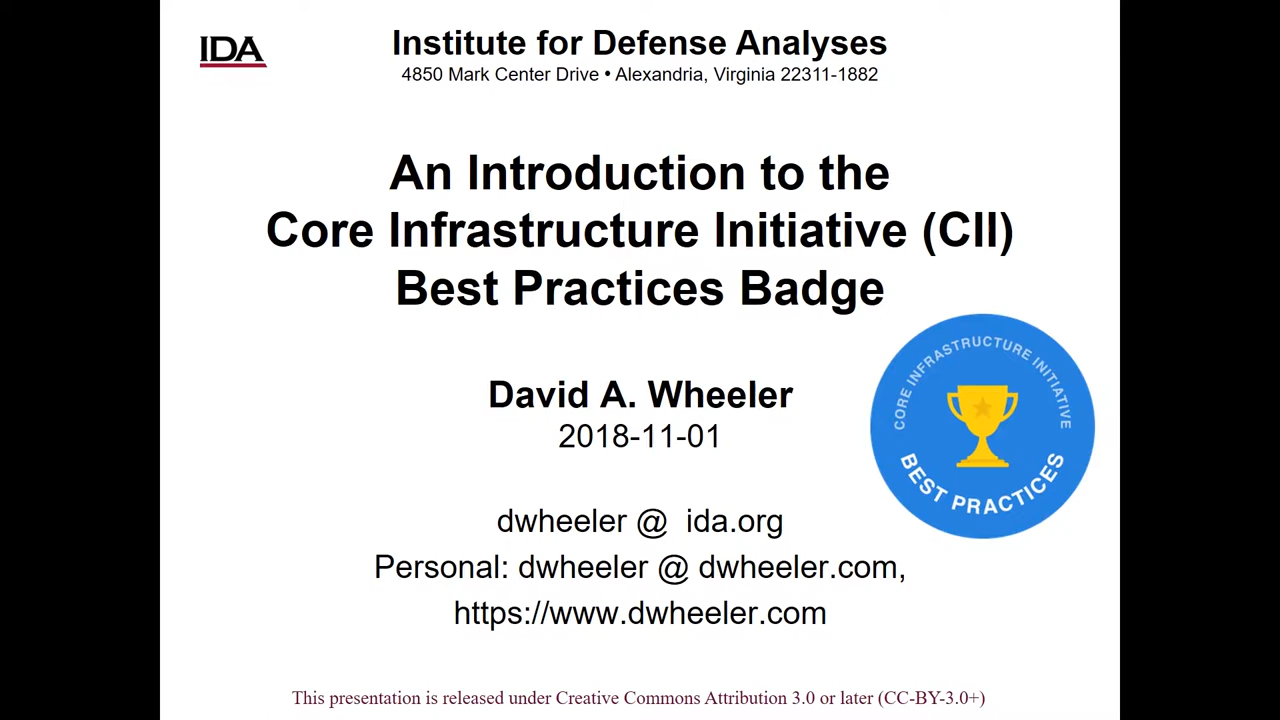 IDA
Institute for Defense Analyses
4850 Mark Center Drive • Alexandria, Virginia 22311-1882
An Introduction to the
Core Infrastructure Initiative (CII)
Best Practices Badge
CORE INFRASTRUCTURE INITIATIVE
BEST PRACTICES
David A. Wheeler
2018-11-01
dwheeler @  ida.org
Personal: dwheeler @ dwheeler.com,
https://www.dwheeler.com
This presentation is released under Creative Commons Attribution 3.0 or later (CC-BY-3.0+)